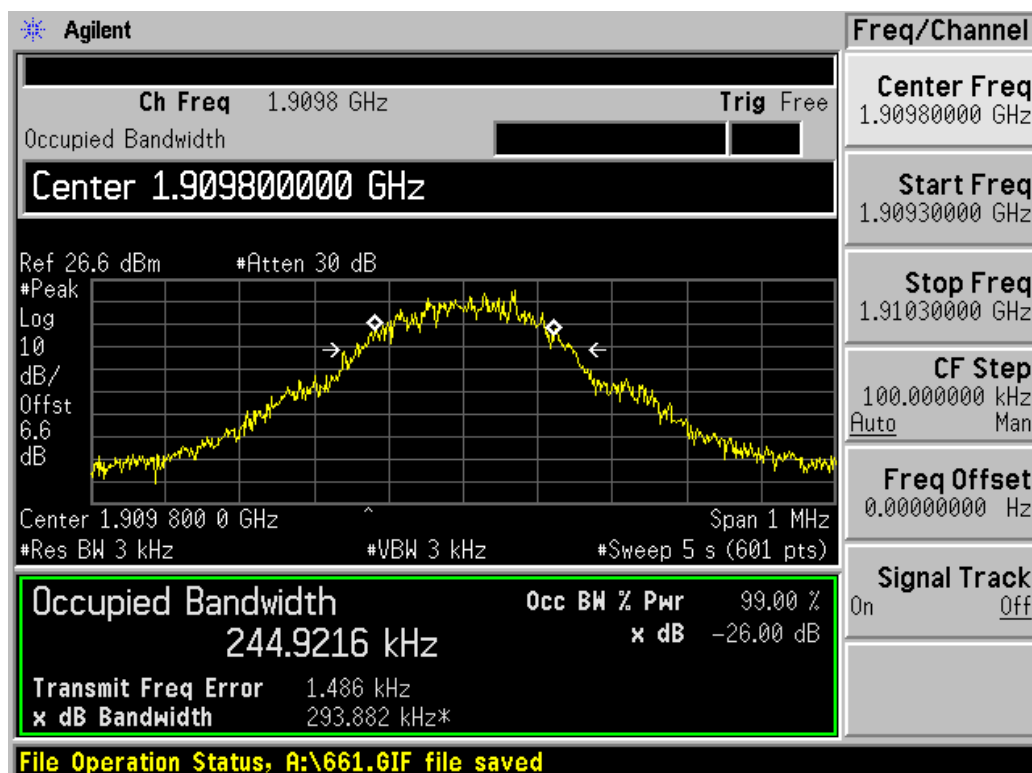 Agilent
Freq/Channel
Ch Freq 1.9098 GHz Trig Free
Occupied Bandwidth
Center 1.909800000 GHz
Ref 26.6 dBm #Atten 30 dB
#Peak
Log
10
dB/
Offst
6.6
dB
Center 1.909 800 0 GHz ^ Span 1 MHz
#Res BW 3 kHz #VBW 3 kHz #Sweep 5 s (601 pts)
Occupied Bandwidth
244.9216 kHz
Occ BW % Pwr 99.00 %
x dB -26.00 dB
Transmit Freq Error 1.486 kHz
x dB Bandwidth 293.882 kHz*
File Operation Status, A:\661.GIF file saved
Center Freq
1.90980000 GHz
Start Freq
1.90930000 GHz
Stop Freq
1.91030000 GHz
CF Step
100.000000 kHz
Auto Man
Freq Offset
0.00000000 Hz
Signal Track
On Off